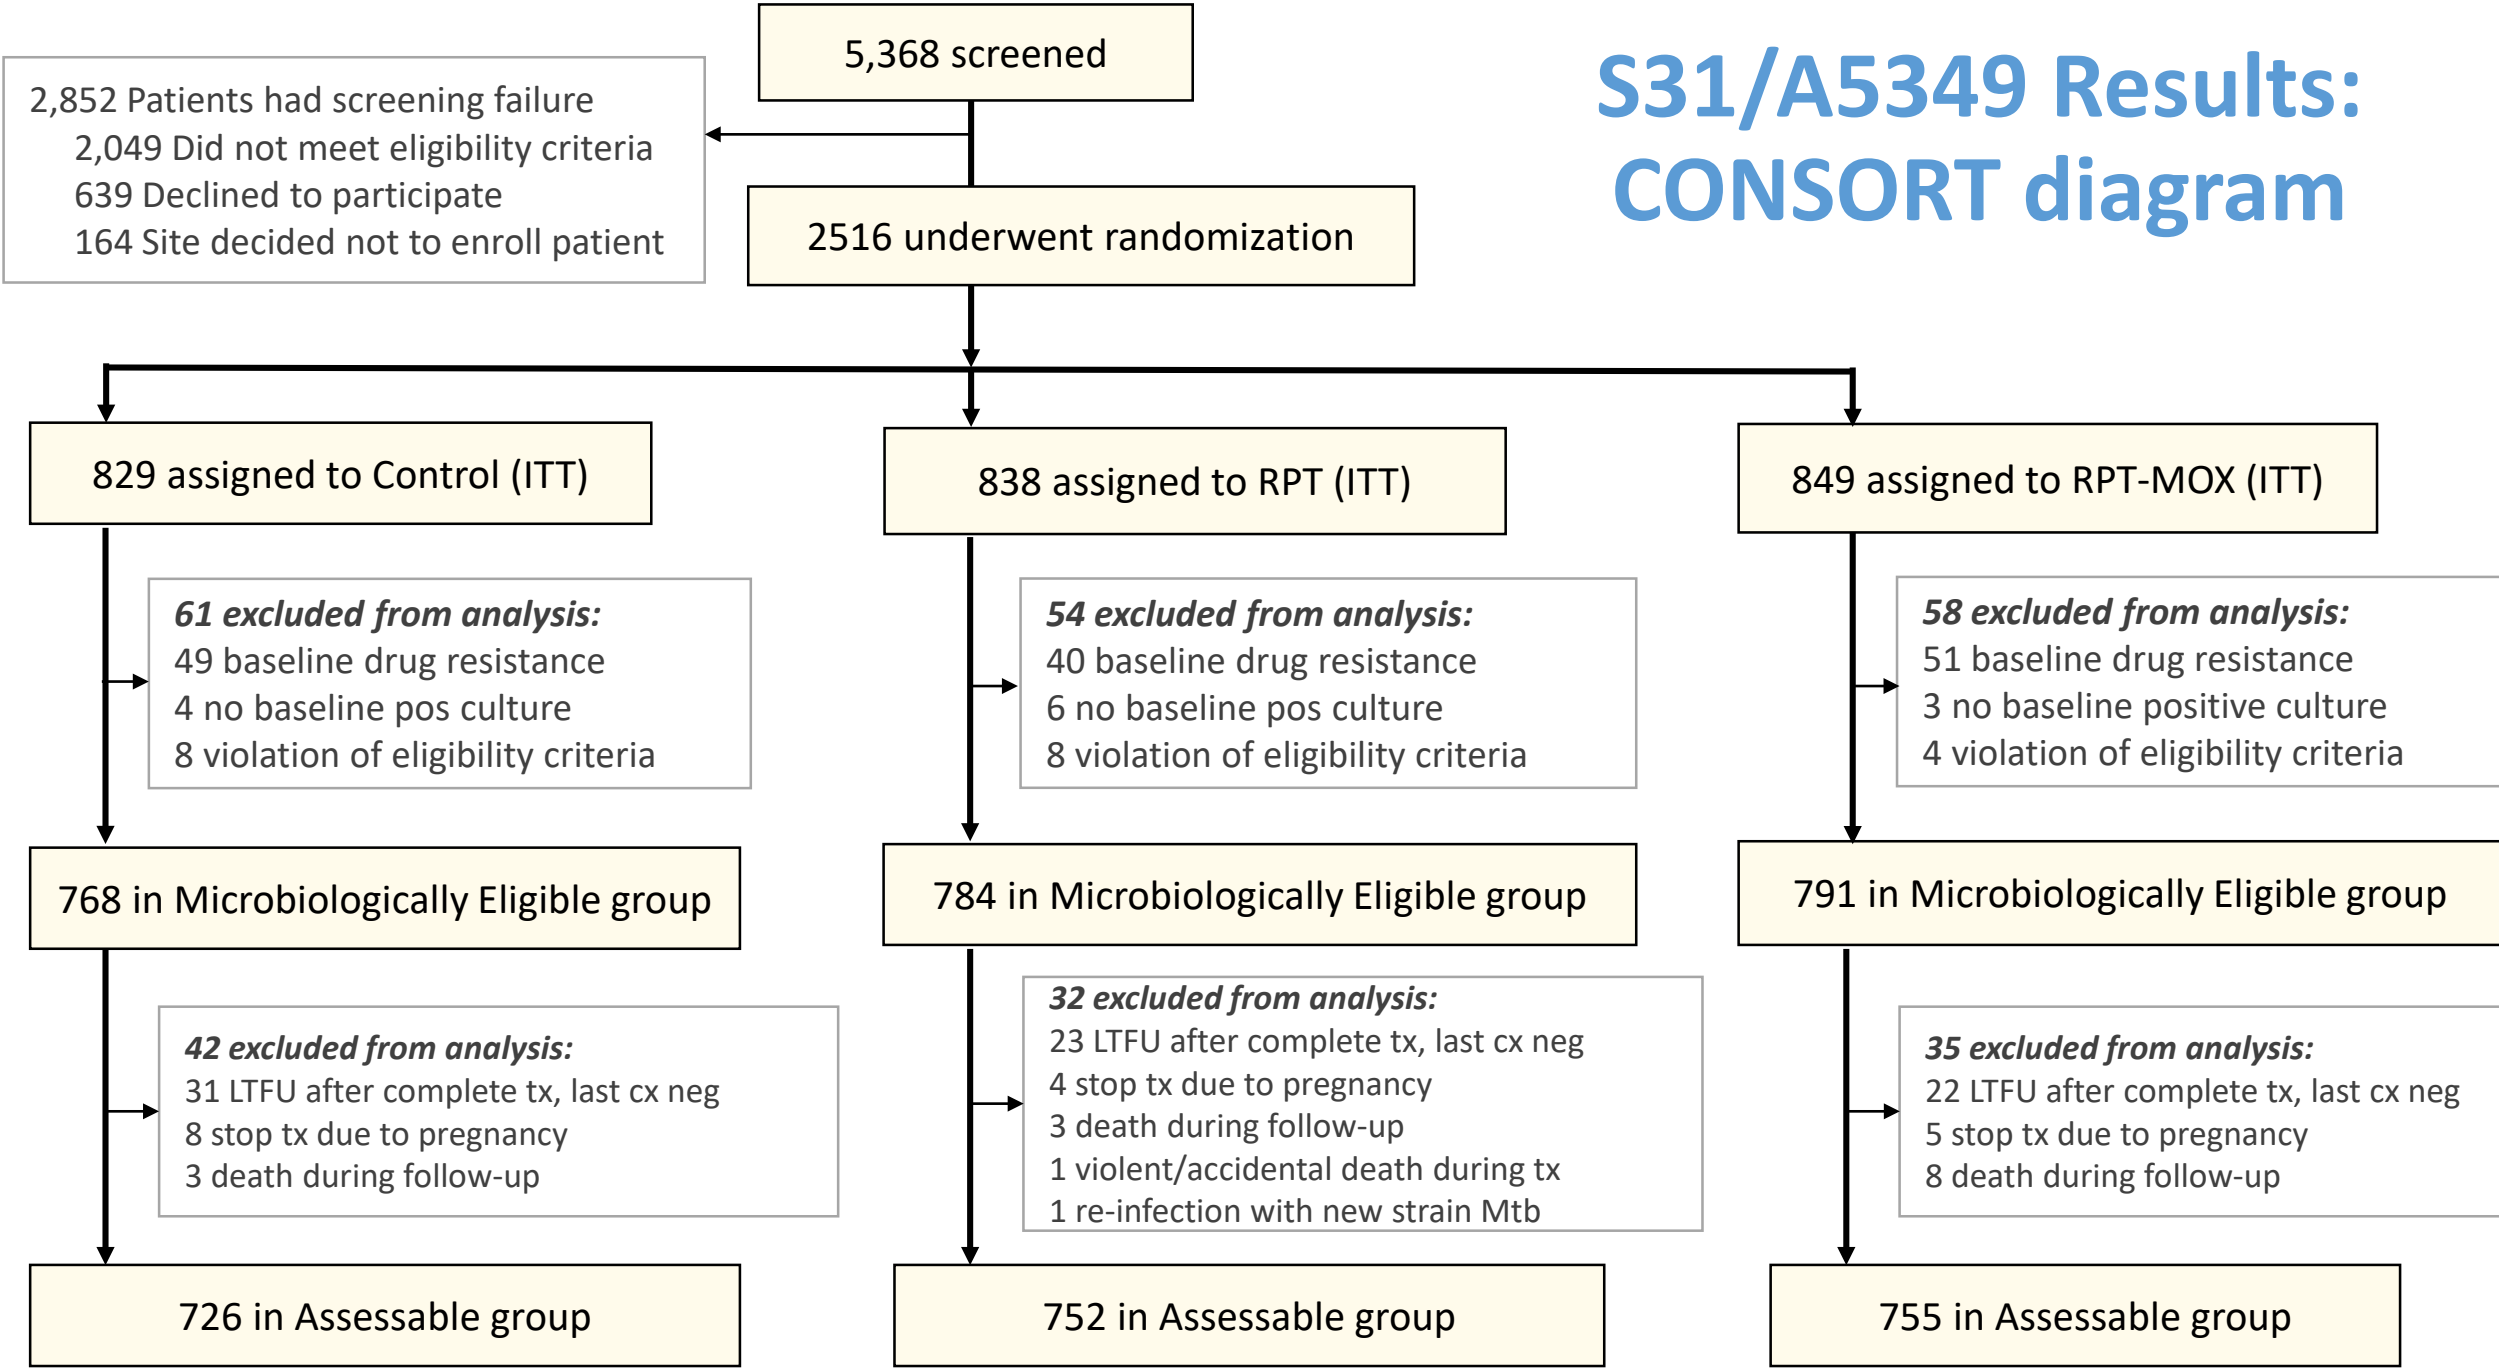 S31/A5349 Results:
CONSORT diagram
5,368 screened
2,852 Patients had screening failure
2,049 Did not meet eligibility criteria
639 Declined to participate
164 Site decided not to enroll patient
2516 underwent randomization
829 assigned to Control (ITT)
838 assigned to RPT (ITT)
849 assigned to RPT-MOX (ITT)
61 excluded from analysis:
49 baseline drug resistance
4 no baseline pos culture
8 violation of eligibility criteria
54 excluded from analysis:
40 baseline drug resistance
6 no baseline pos culture
8 violation of eligibility criteria
58 excluded from analysis:
51 baseline drug resistance
3 no baseline positive culture
4 violation of eligibility criteria
768 in Microbiologically Eligible group
784 in Microbiologically Eligible group
791 in Microbiologically Eligible group
42 excluded from analysis:
31 LTFU after complete tx, last cx neg
8 stop tx due to pregnancy
3 death during follow-up
32 excluded from analysis:
23 LTFU after complete tx, last cx neg
4 stop tx due to pregnancy
3 death during follow-up
1 violent/accidental death during tx
1 re-infection with new strain Mtb
35 excluded from analysis:
22 LTFU after complete tx, last cx neg
5 stop tx due to pregnancy
8 death during follow-up
726 in Assessable group
752 in Assessable group
755 in Assessable group